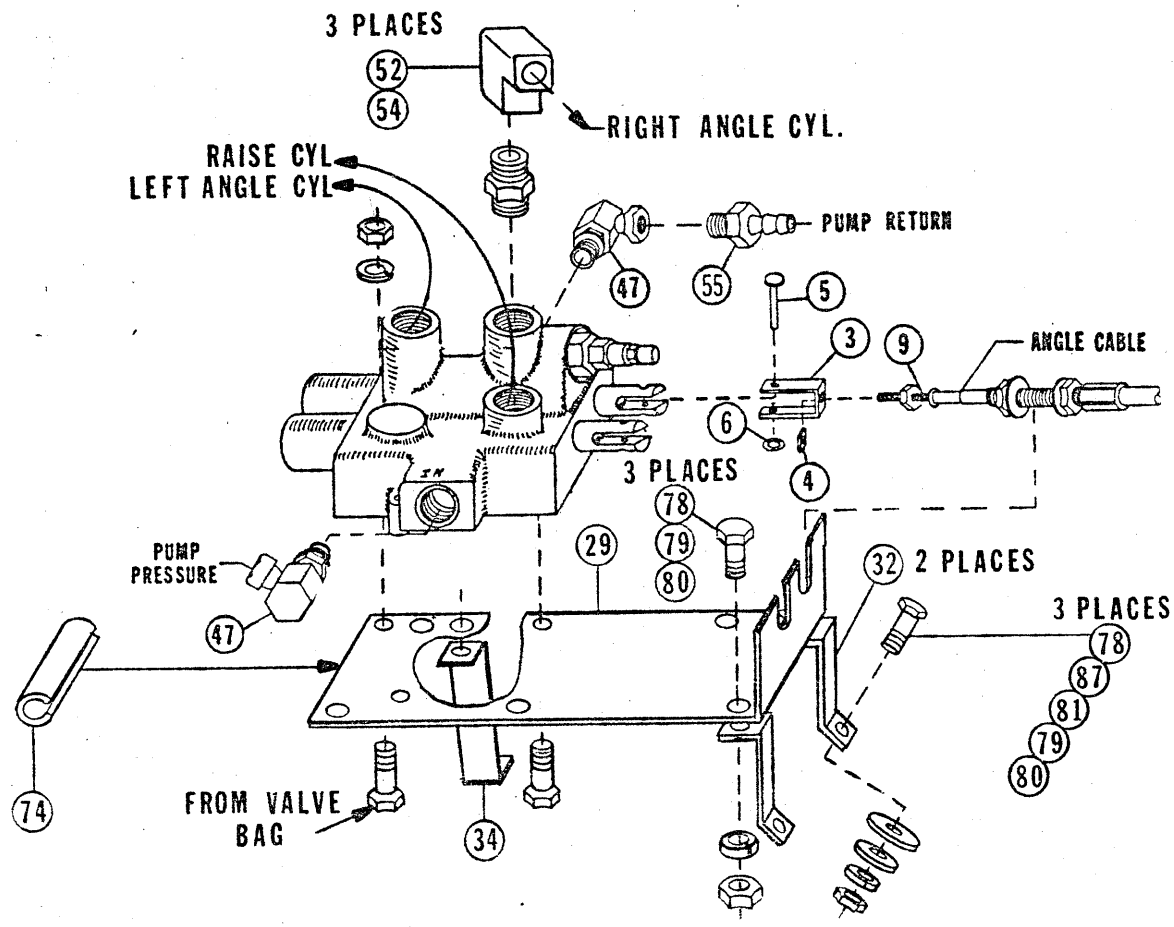 3 PLACES
52
54
RIGHT ANGLE CYL.
RAISE CYL
LEFT ANGLE CYL
PUMP RETURN
47
55
5
3
9
ANGLE CABLE
6
4
IN
3 PLACES
78
79
80
29
PUMP
PRESSURE
47
32
2 PLACES
3 PLACES
78
87
81
79
80
74
FROM VALVE
BAG
34